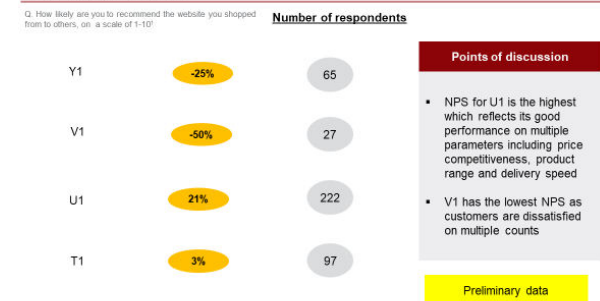 Q. How likely are you to recommend the website you shopped
from to others, on a scale of 1-10!
Number of respondents
Y1 -25% 65
V1 -50% 27
U1 21% 222
T1 3% 97
Points of discussion
▪ NPS for U1 is the highest
which reflects its good
performance on multiple
parameters including price
competitiveness, product
range and delivery speed
▪ V1 has the lowest NPS as
customers are dissatisfied
on multiple counts
Preliminary data